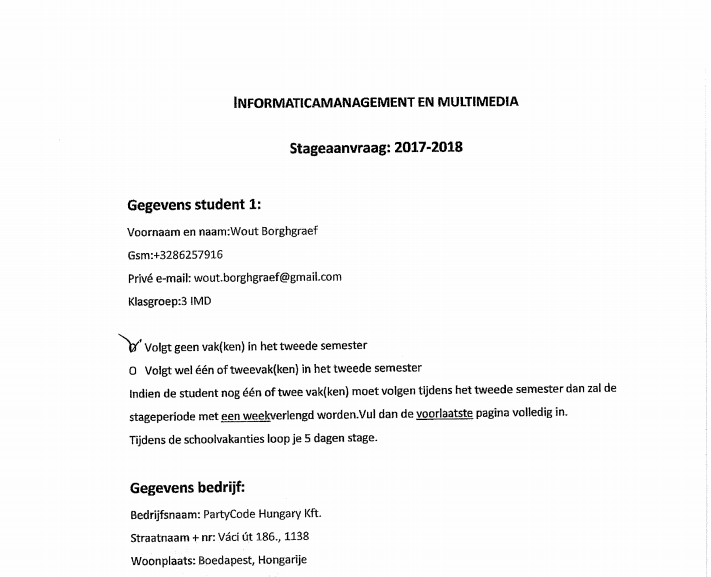 INFORMATICAMANAGEMENT EN MULTIMEDIA
Stageaanvraag: 2017-2018
Gegevens student 1:
Voornaam en naam:Wout Borghgraef
Gsm:+3286257916
Privé e-mail: wout.borghgraef@gmail.com
Klasgroep:3 IMD
O Volgt geen vak(ken) in het tweede semester
O Volgt wel één of tweevak(ken) in het tweede semester
Indien de student nog één of twee vak(ken) moet volgen tijdens het tweede semester dan zal de
stageperiode met een weekverlengd worden.Vul dan de voorlaatste pagina volledig in.
Tijdens de schoolvakanties loop je 5 dagen stage.
Gegevens bedrijf:
Bedrijfsnaam: PartyCode Hungary Kft.
Straatnaam + nr: Váci út 186., 1138
Woonplaats: Boedapest, Hongarije